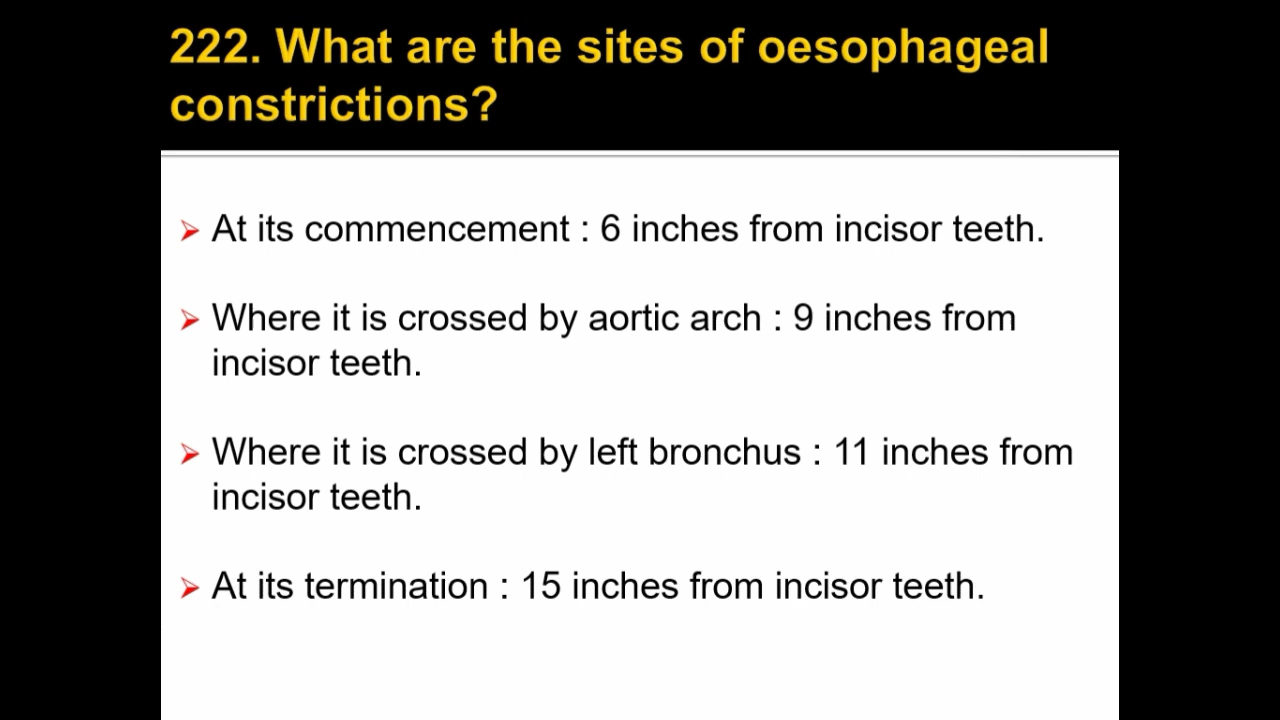 222. What are the sites of oesophageal
constrictions?
At its commencement : 6 inches from incisor teeth.
Where it is crossed by aortic arch : 9 inches from
incisor teeth.
Where it is crossed by left bronchus : 11 inches from
incisor teeth.
At its termination : 15 inches from incisor teeth.